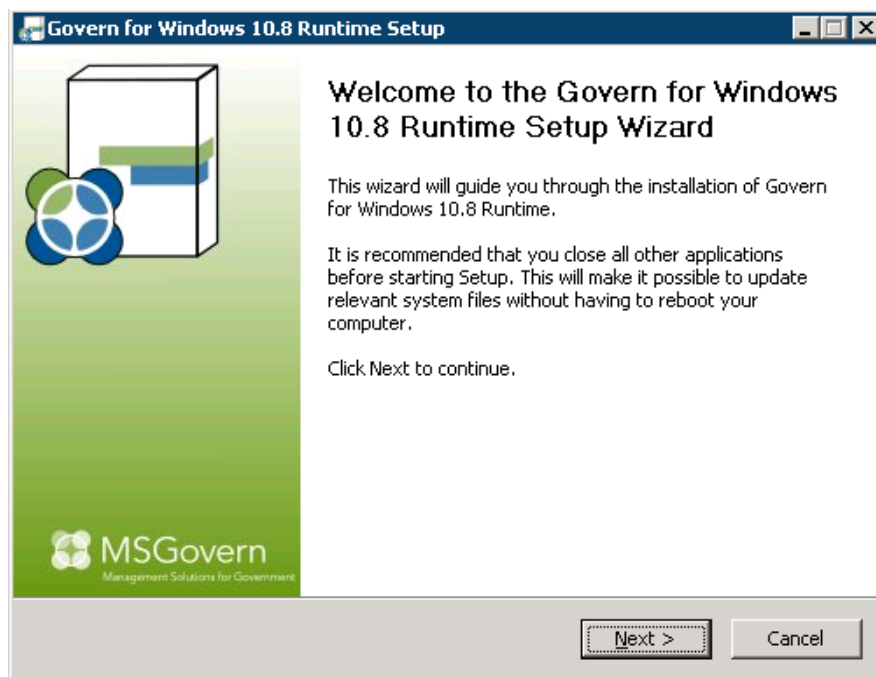 Govern for Windows 10.8 Runtime Setup
Welcome to the Govern for Windows
10.8 Runtime Setup Wizard
This wizard will guide you through the installation of Govern
for Windows 10.8 Runtime.
It is recommended that you close all other applications
before starting Setup. This will make it possible to update
relevant system files without having to reboot your
computer.
Click Next to continue.
MSGovern
Management Solutions for Government
Next >
Cancel